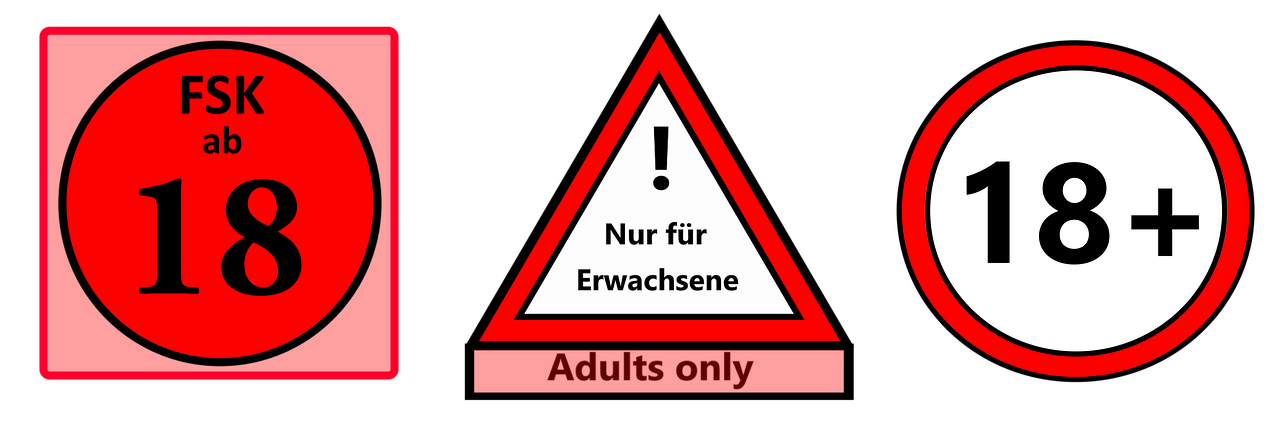 FSK
ab
18
!
Nur für
Erwachsene
Adults only
18+